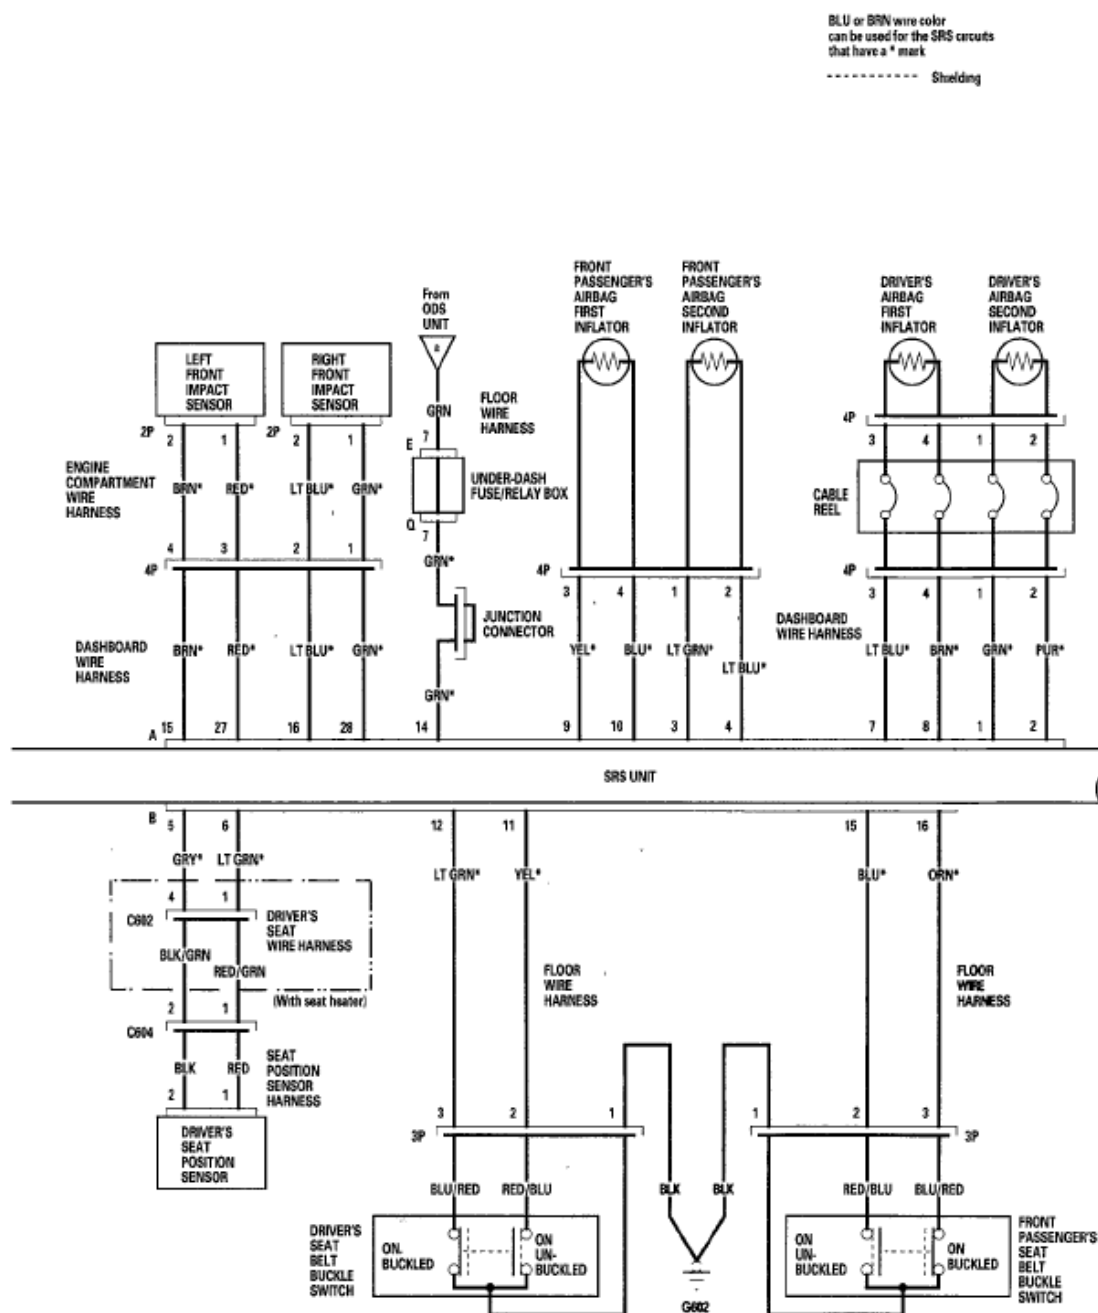 BLU or BRN wire color
can be used for the SRS circuits
that have a * mark
Shielding
From
ODS
UNIT
a
FRONT
PASSENGER'S
AIRBAG
FIRST
INFLATOR
FRONT
PASSENGER'S
AIRBAG
SECOND
INFLATOR
DRIVER'S
AIRBAG
FIRST
INFLATOR
DRIVER'S
AIRBAG
SECOND
INFLATOR
LEFT
FRONT
IMPACT
SENSOR
RIGHT
FRONT
IMPACT
SENSOR
GRN
FLOOR
WIRE
HARNESS
2P 2 1 2P 2 1
E 7
4P
3 4 1 2
ENGINE
COMPARTMENT
WIRE
HARNESS
BRN* RED* LT BLU* GRN*
UNDER-DASH
FUSE/RELAY BOX
CABLE
REEL
Q 7
4 3 2 1
4P
GRN*
4P
3 4 1 2
4P
3 4 1 2
JUNCTION
CONNECTOR
DASHBOARD
WIRE
HARNESS
BRN* RED* LT BLU* GRN*
GRN*
YEL* BLU* LT GRN*
LT BLU*
DASHBOARD
WIRE HARNESS
LT BLU* BRN* GRN* PUR*
A 15 27 16 28 14 9 10 3 4 7 8 1 2
SRS UNIT
B 5 6 12 11 15 16
GRY* LT GRN* LT GRN* YEL* BLU* ORN*
4 1
C602
DRIVER'S
SEAT
WIRE HARNESS
BLK/GRN
RED/GRN
(With seat heater)
FLOOR
WIRE
HARNESS
FLOOR
WIRE
HARNESS
2 1
C604
BLK RED
SEAT
POSITION
SENSOR
HARNESS
2 1
DRIVER'S
SEAT
POSITION
SENSOR
3 2 1
3P
1 2 3
3P
BLU/RED RED/BLU BLK BLK RED/BLU BLU/RED
DRIVER'S
SEAT
BELT
BUCKLE
SWITCH
ON.
BUCKLED
ON
UN-
BUCKLED
G602
ON
UN-
BUCKLED
ON
BUCKLED
FRONT
PASSENGER'S
SEAT
BELT
BUCKLE
SWITCH